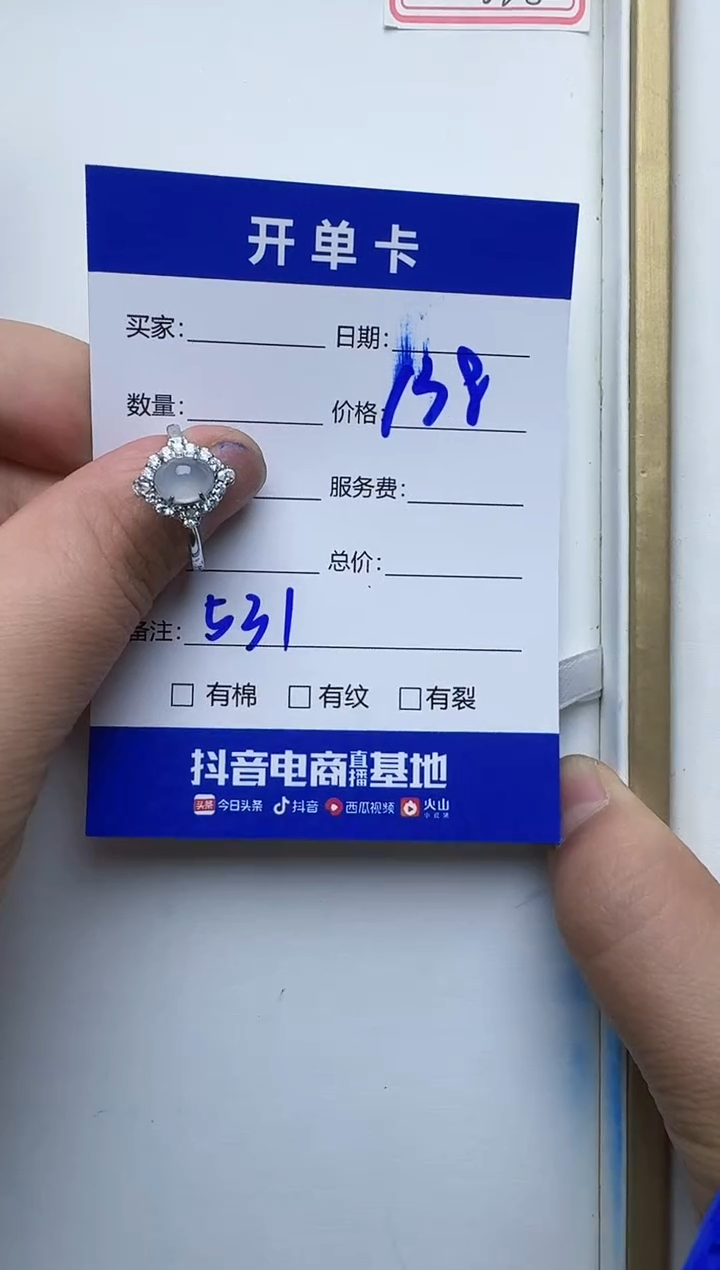 开单卡
买家: 日期:
数量: 价格: 138
服务费:
总价:
备注: 531
□ 有棉 □ 有纹 □ 有裂
抖音电商直播基地
头条 今日头条 抖音 西瓜视频 火山